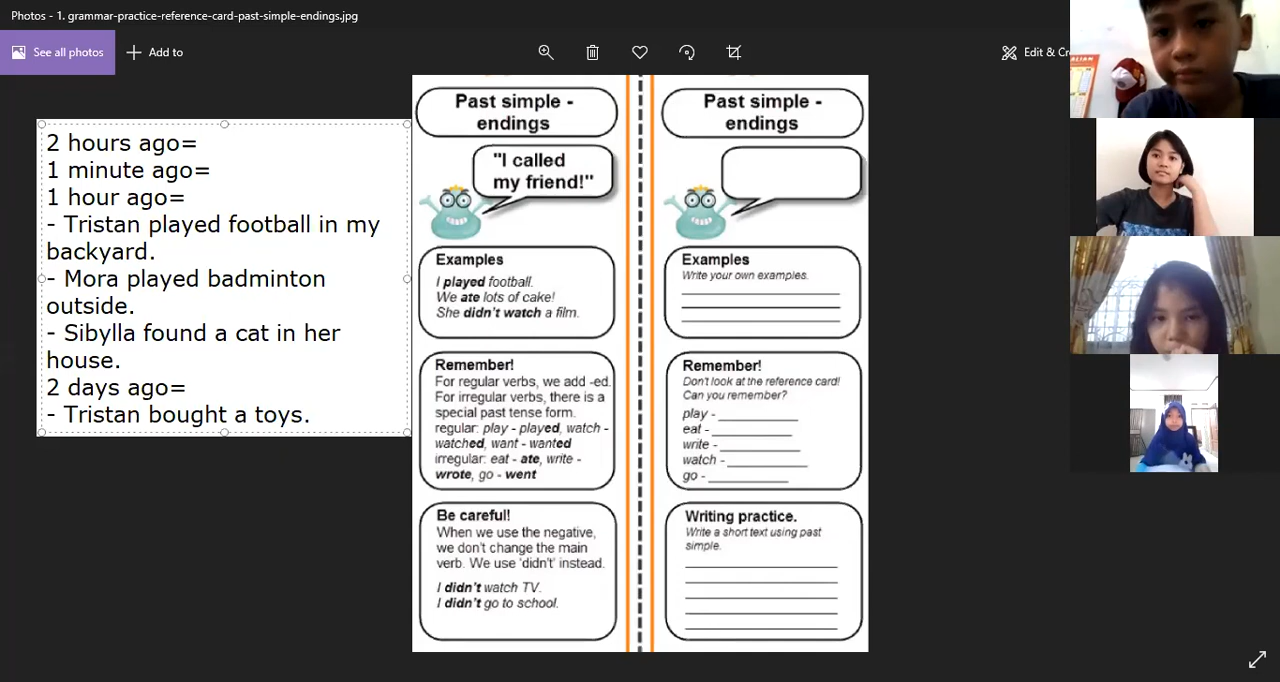 Photos - 1. grammar-practice-reference-card-past-simple-endings.jpg
See all photos
Add to
Edit & Cr
2 hours ago=
1 minute ago=
1 hour ago=
- Tristan played football in my
backyard.
- Mora played badminton
outside.
- Sibylla found a cat in her
house.
2 days ago=
- Tristan bought a toys.
Past simple -
endings
"I called
my friend!"
Examples
I played football.
We ate lots of cake!
She didn't watch a film.
Remember!
For regular verbs, we add -ed.
For irregular verbs, there is a
special past tense form.
regular: play - played, watch -
watched, want - wanted
irregular: eat - ate, write -
wrote, go - went
Be careful!
When we use the negative,
we don't change the main
verb. We use 'didn't' instead.
I didn't watch TV.
I didn't go to school.
Past simple -
endings
Examples
Write your own examples.
Remember!
Don't look at the reference card!
Can you remember?
play -
eat -
write -
watch -
go -
Writing practice.
Write a short text using past
simple.